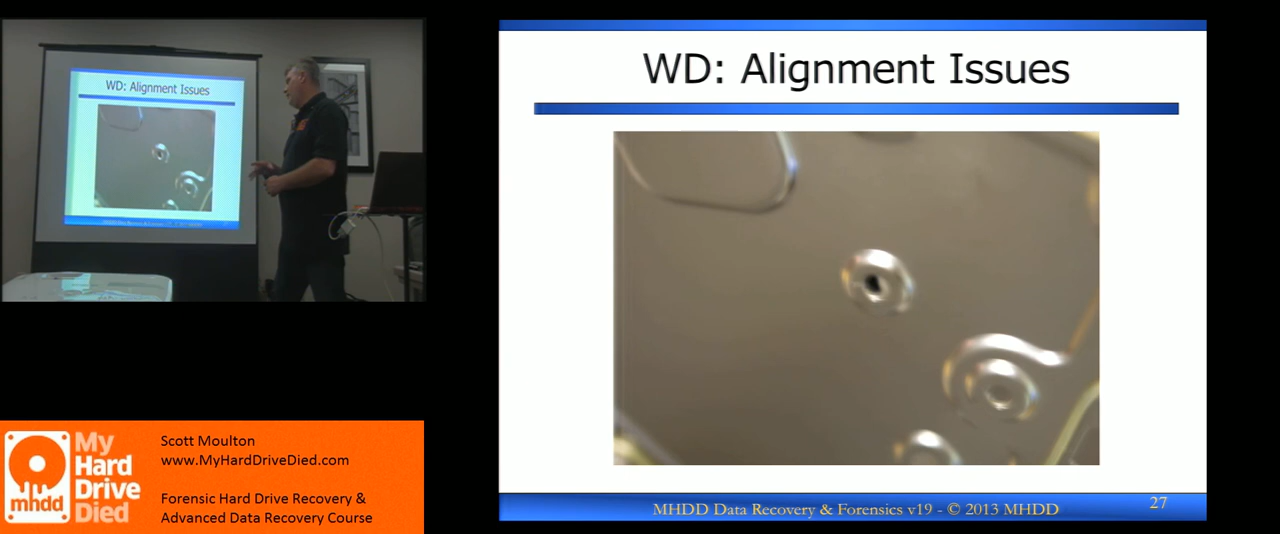 WD: Alignment Issues
WD: Alignment Issues
MHDD Data Recovery & Forensics v19 - © 2013 MHDD
27
My
Hard
Drive
Died
mhdd
Scott Moulton
www.MyHardDriveDied.com
Forensic Hard Drive Recovery &
Advanced Data Recovery Course